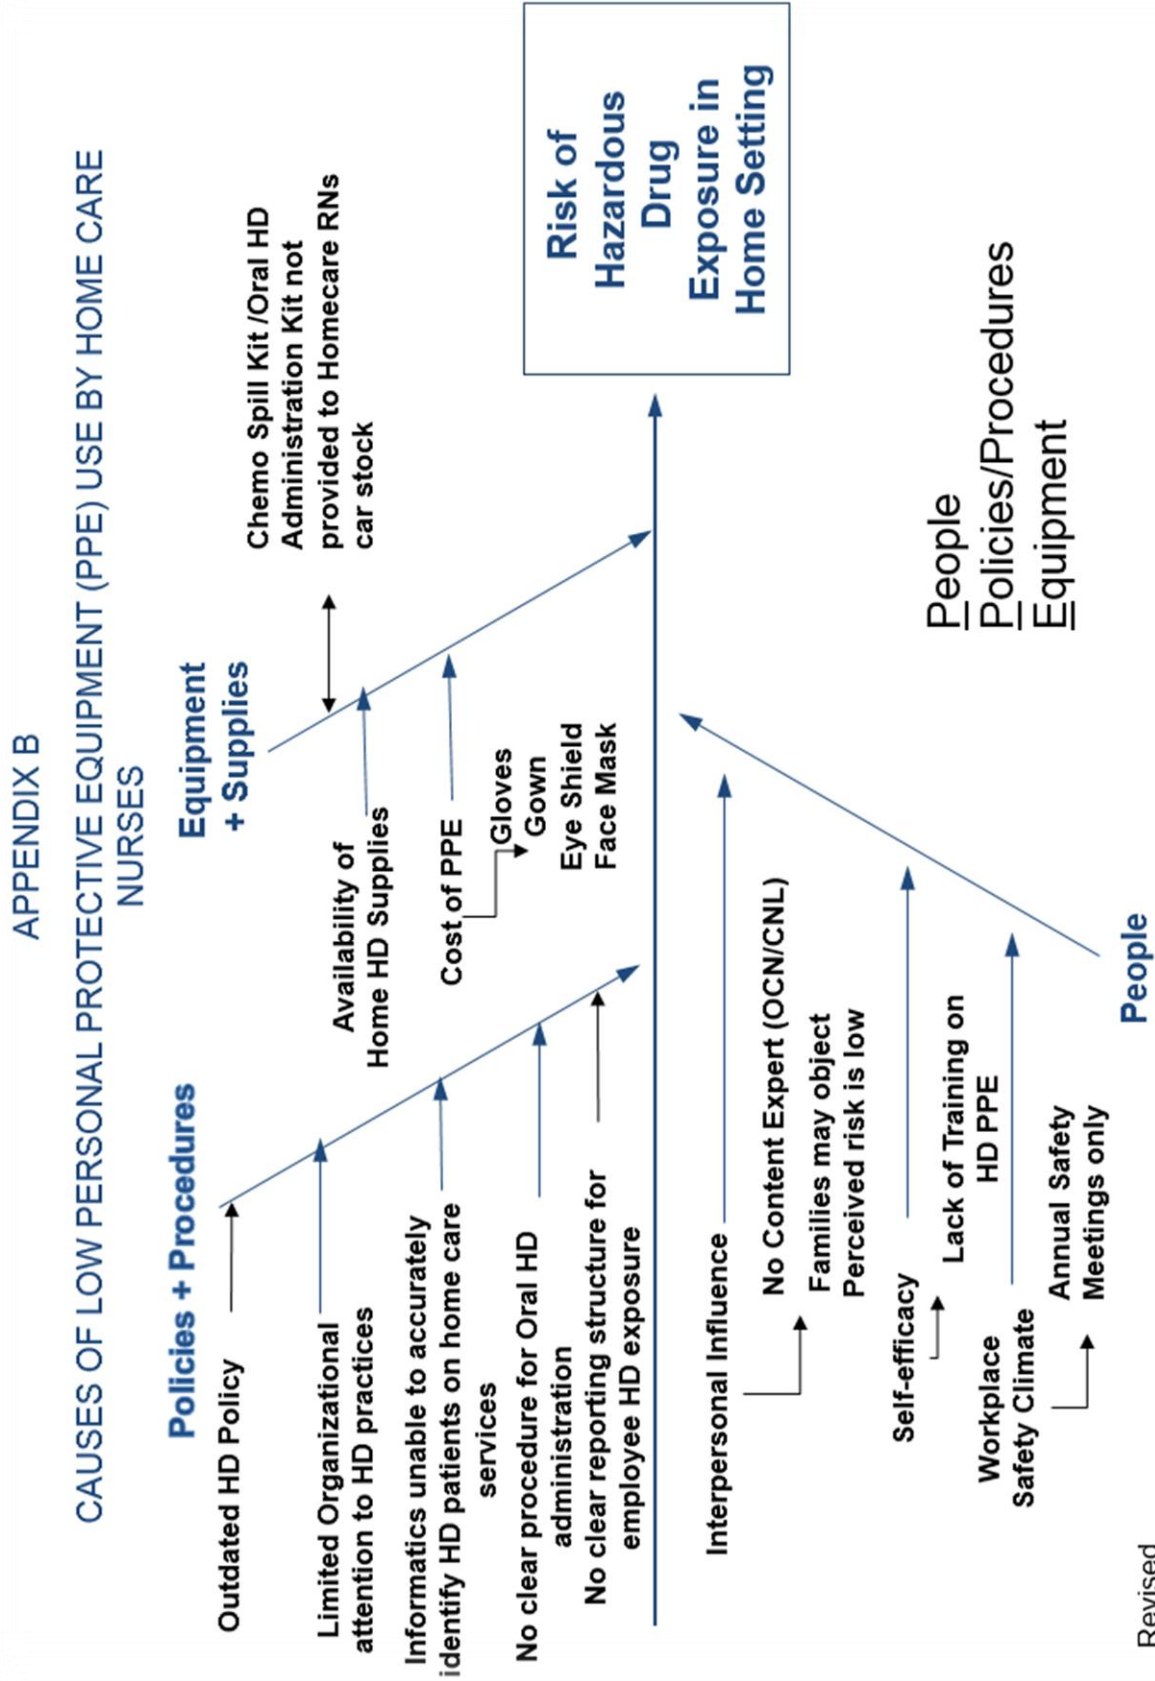 APPENDIX B
CAUSES OF LOW PERSONAL PROTECTIVE EQUIPMENT (PPE) USE BY HOME CARE
NURSES
Policies + Procedures
Outdated HD Policy
Limited Organizational
attention to HD practices
Informatics unable to accurately
identify HD patients on home care
services
No clear procedure for Oral HD
administration
No clear reporting structure for
employee HD exposure
Equipment
+ Supplies
Chemo Spill Kit /Oral HD
Administration Kit not
provided to Homecare RNs
car stock
Availability of
Home HD Supplies
Cost of PPE
Gloves
Gown
Eye Shield
Face Mask
Risk of
Hazardous
Drug
Exposure in
Home Setting
Interpersonal Influence
No Content Expert (OCN/CNL)
Families may object
Perceived risk is low
Self-efficacy
Lack of Training on
HD PPE
Workplace
Safety Climate
Annual Safety
Meetings only
People
People
Policies/Procedures
Equipment
Revised